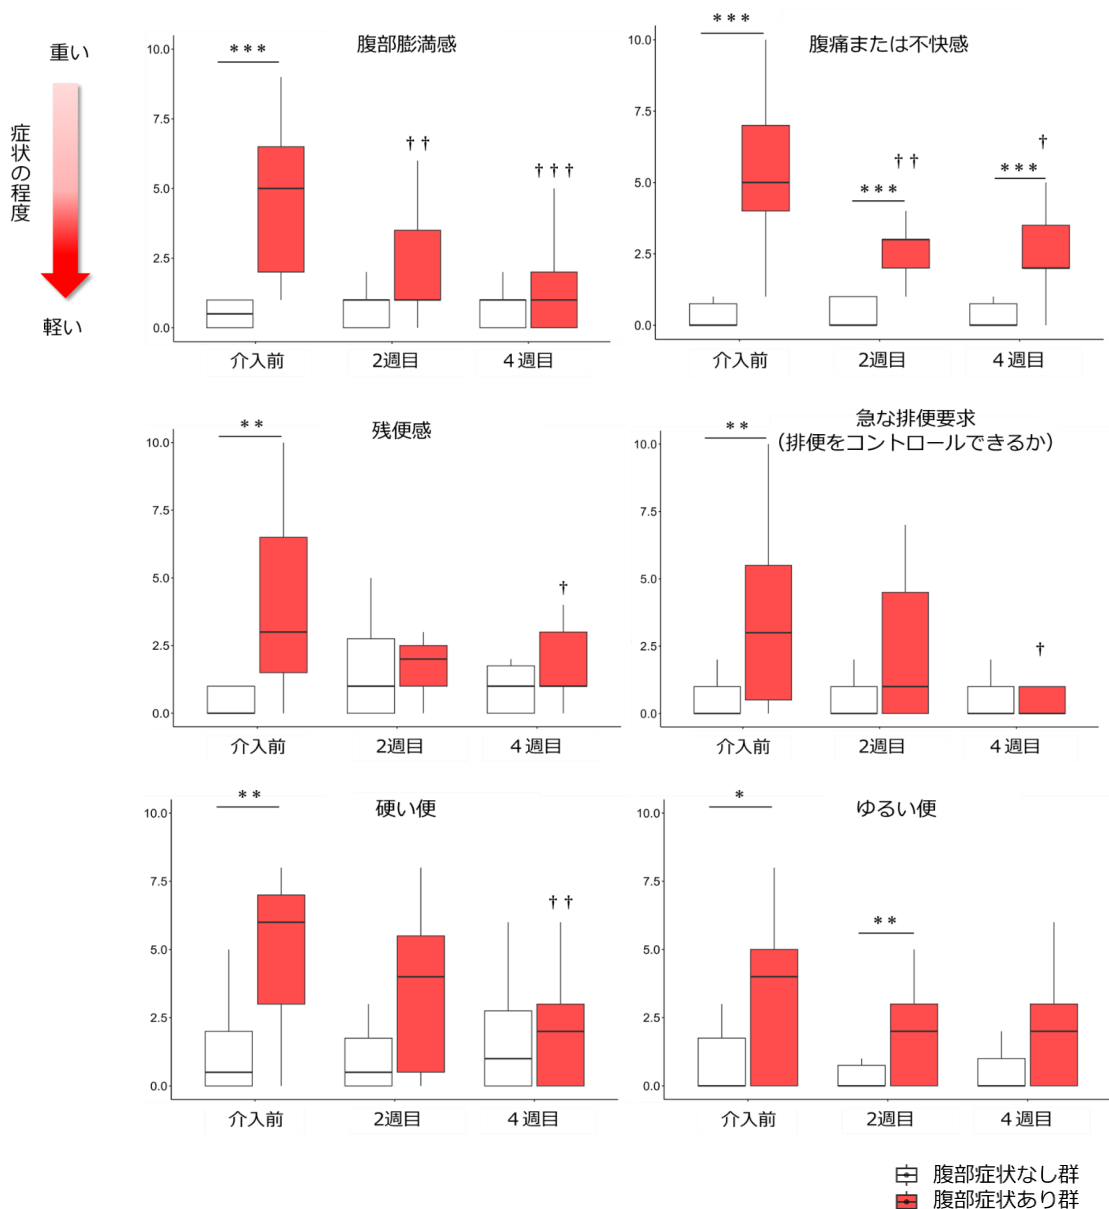 重い
症状の程度
軽い
腹部膨満感
***
††
†††
10.0
7.5
5.0
2.5
0.0
介入前 2週目 4週目
腹痛または不快感
***
***
††
***
†
10.0
7.5
5.0
2.5
0.0
介入前 2週目 4週目
残便感
**
†
10.0
7.5
5.0
2.5
0.0
介入前 2週目 4週目
急な排便要求
（排便をコントロールできるか）
**
†
10.0
7.5
5.0
2.5
0.0
介入前 2週目 4週目
硬い便
**
††
10.0
7.5
5.0
2.5
0.0
介入前 2週目 4週目
ゆるい便
*
**
10.0
7.5
5.0
2.5
0.0
介入前 2週目 4週目
腹部症状なし群
腹部症状あり群